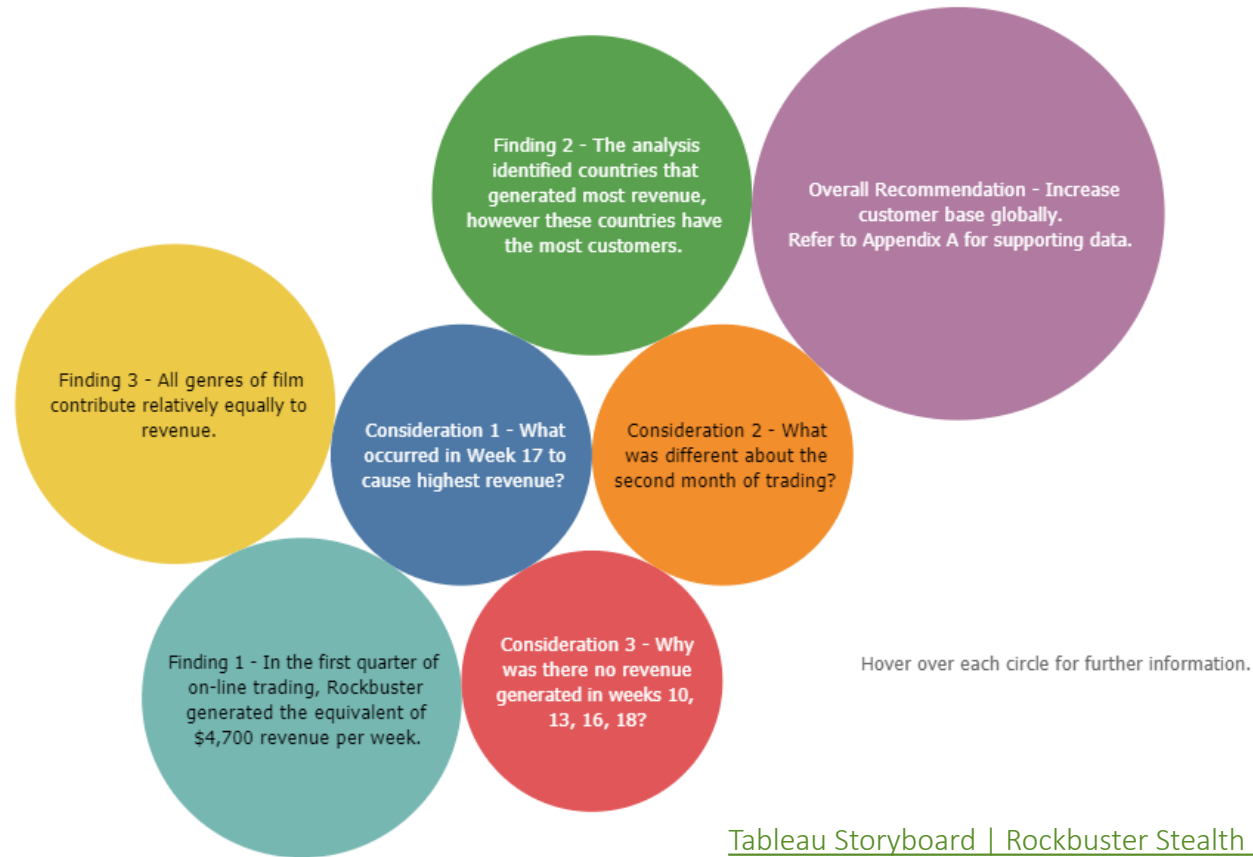 Finding 2 - The analysis
identified countries that
generated most revenue,
however these countries have
the most customers.
Overall Recommendation - Increase
customer base globally.
Refer to Appendix A for supporting data.
Finding 3 - All genres of film
contribute relatively equally to
revenue.
Consideration 1 - What
occurred in Week 17 to
cause highest revenue?
Consideration 2 - What
was different about the
second month of trading?
Finding 1 - In the first quarter of
on-line trading, Rockbuster
generated the equivalent of
$4,700 revenue per week.
Consideration 3 - Why
was there no revenue
generated in weeks 10,
13, 16, 18?
Hover over each circle for further information.
Tableau Storyboard | Rockbuster Stealth